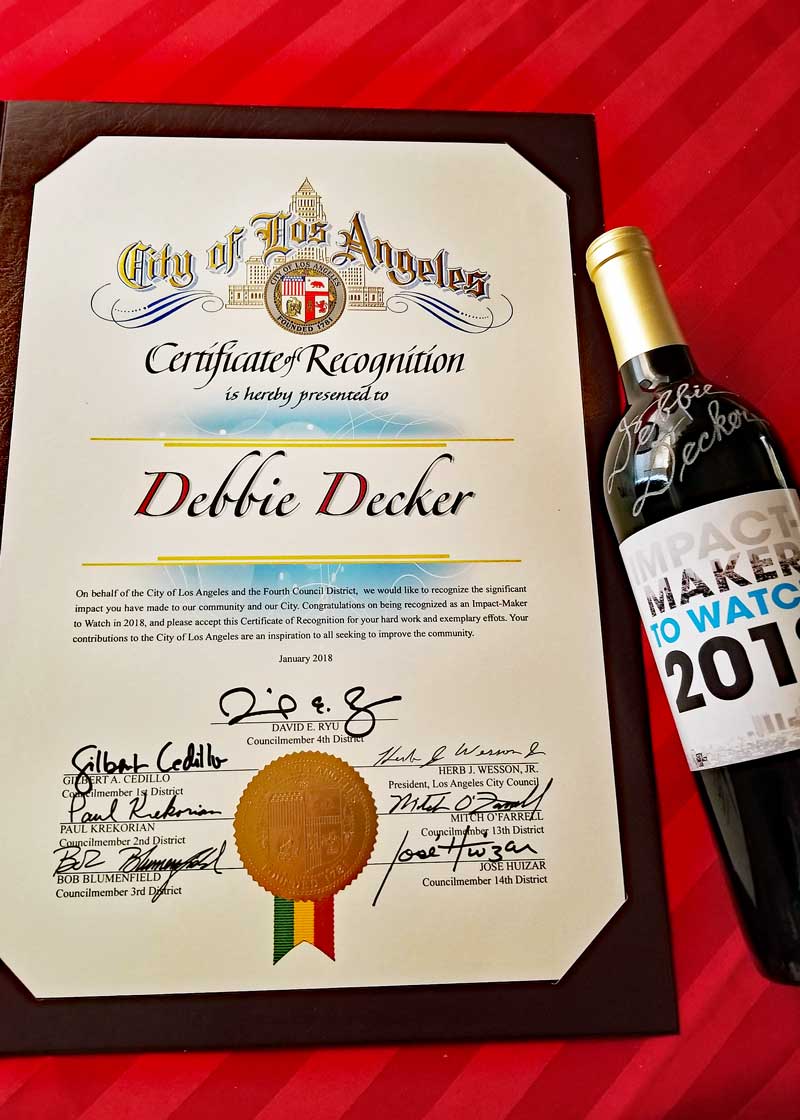 City of Los Angeles
CITY OF LOS ANGELES
FOUNDED 1781
Certificate of Recognition
is hereby presented to
Debbie Decker
On behalf of the City of Los Angeles and the Fourth Council District, we would like to recognize the significant
impact you have made to our community and our City. Congratulations on being recognized as an Impact-Maker
to Watch in 2018, and please accept this Certificate of Recognition for your hard work and exemplary effots. Your
contributions to the City of Los Angeles are an inspiration to all seeking to improve the community.
January 2018
DAVID E. RYU
Councilmember 4th District
Gilbert Cedillo
GILBERT A. CEDILLO
Councilmember 1st District
Paul Krekorian
PAUL KREKORIAN
Councilmember 2nd District
Bob Blumenfield
BOB BLUMENFIELD
Councilmember 3rd District
Herb J Wesson Jr
HERB J. WESSON, JR.
President, Los Angeles City Council
Mitch O'Farrell
MITCH O'FARRELL
Councilmember 13th District
José Huizar
JOSE HUIZAR
Councilmember 14th District
Debbie
Decker
IMPACT-
MAKER
TO WATC
201